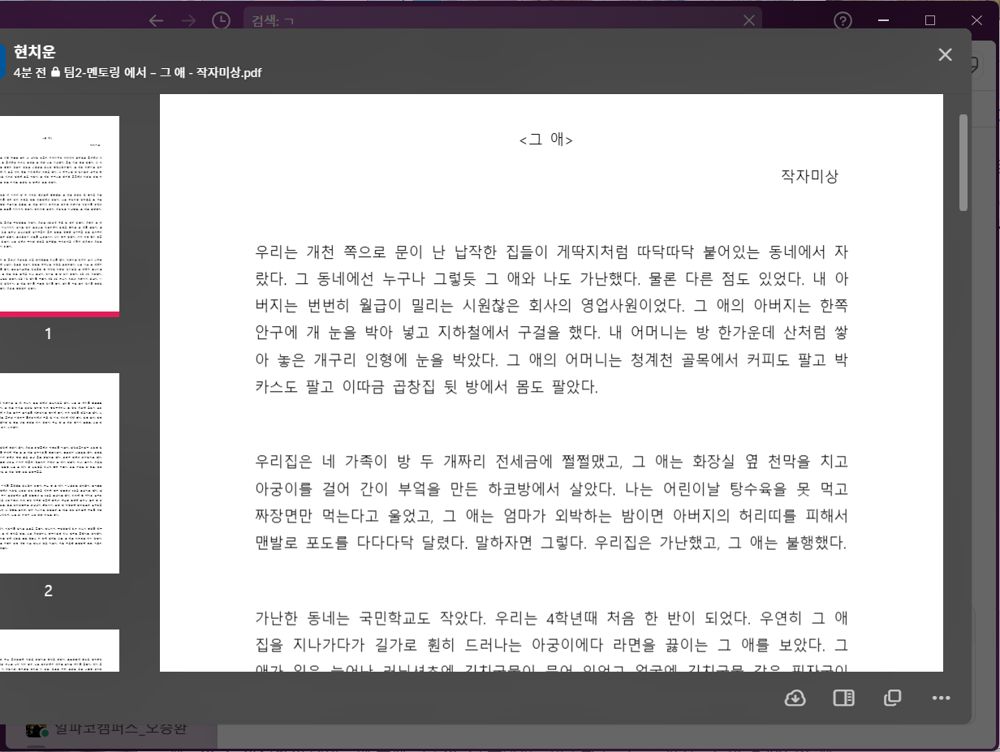 검색: ㄱ
현치운
4분 전 팀2-멘토링 에서 – 그 애 - 작자미상.pdf
<그 애>
작자미상
우리는 개천 쪽으로 문이 난 납작한 집들이 게딱지처럼 따닥따닥 붙어있는 동네에서 자
랐다. 그 동네에선 누구나 그렇듯 그 애와 나도 가난했다. 물론 다른 점도 있었다. 내 아
버지는 번번히 월급이 밀리는 시원찮은 회사의 영업사원이었다. 그 애의 아버지는 한쪽
안구에 개 눈을 박아 넣고 지하철에서 구걸을 했다. 내 어머니는 방 한가운데 산처럼 쌓
아 놓은 개구리 인형에 눈을 박았다. 그 애의 어머니는 청계천 골목에서 커피도 팔고 박
카스도 팔고 이따금 곱창집 뒷 방에서 몸도 팔았다.
우리집은 네 가족이 방 두 개짜리 전세금에 쩔쩔맸고, 그 애는 화장실 옆 천막을 치고
아궁이를 걸어 간이 부엌을 만든 하코방에서 살았다. 나는 어린이날 탕수육을 못 먹고
짜장면만 먹는다고 울었고, 그 애는 엄마가 외박하는 밤이면 아버지의 허리띠를 피해서
맨발로 포도를 다다다닥 달렸다. 말하자면 그렇다. 우리집은 가난했고, 그 애는 불행했다.
가난한 동네는 국민학교도 작았다. 우리는 4학년때 처음 한 반이 되었다. 우연히 그 애
집을 지나가다가 길가로 훤히 드러나는 아궁이에다 라면을 끓이는 그 애를 보았다. 그
1
2
알파코캠퍼스_오승환